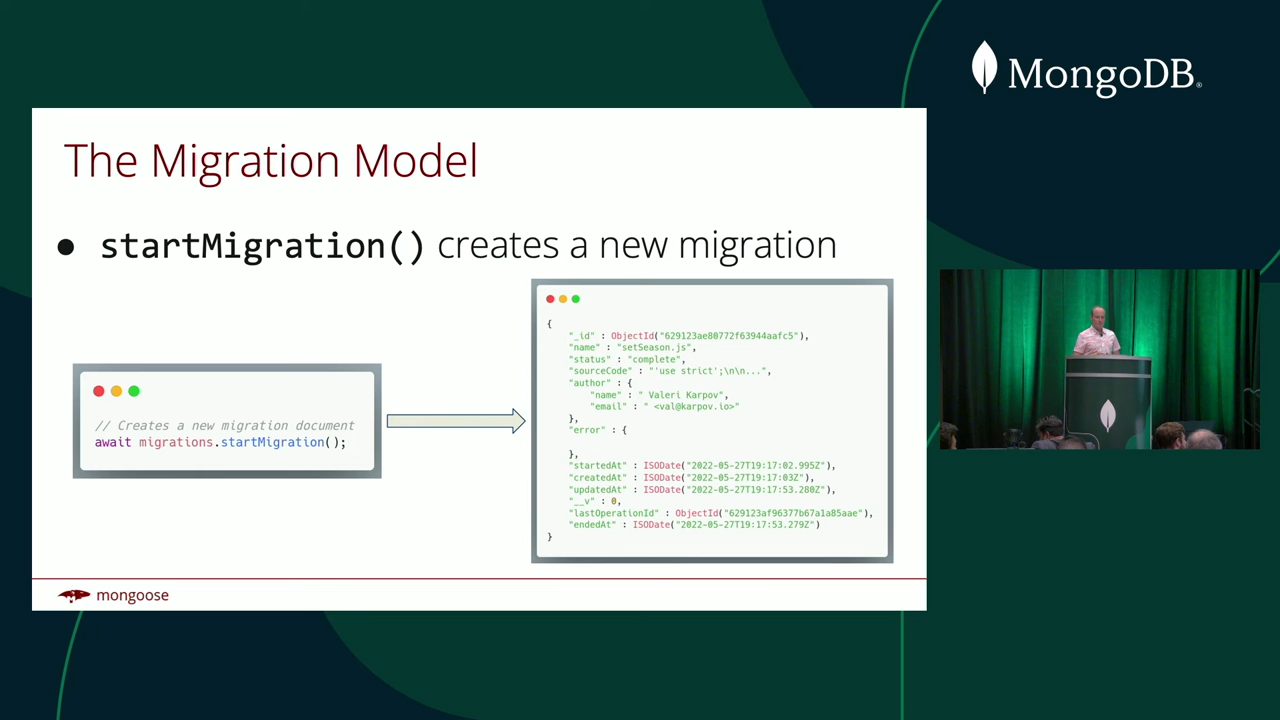 MongoDB®
The Migration Model
● startMigration() creates a new migration
// Creates a new migration document
await migrations.startMigration();
{
"_id" : ObjectId("629123ae80772f63944aafc5"),
"name" : "setSeason.js",
"status" : "complete",
"sourceCode" : "'use strict';\n\n...",
"author" : {
"name" : " Valeri Karpov",
"email" : " <val@karpov.io>"
},
"error" : {
},
"startedAt" : ISODate("2022-05-27T19:17:02.995Z"),
"createdAt" : ISODate("2022-05-27T19:17:03Z"),
"updatedAt" : ISODate("2022-05-27T19:17:53.280Z"),
"__v" : 0,
"lastOperationId" : ObjectId("629123af96377b67a1a85aae"),
"endedAt" : ISODate("2022-05-27T19:17:53.279Z")
}
mongoose